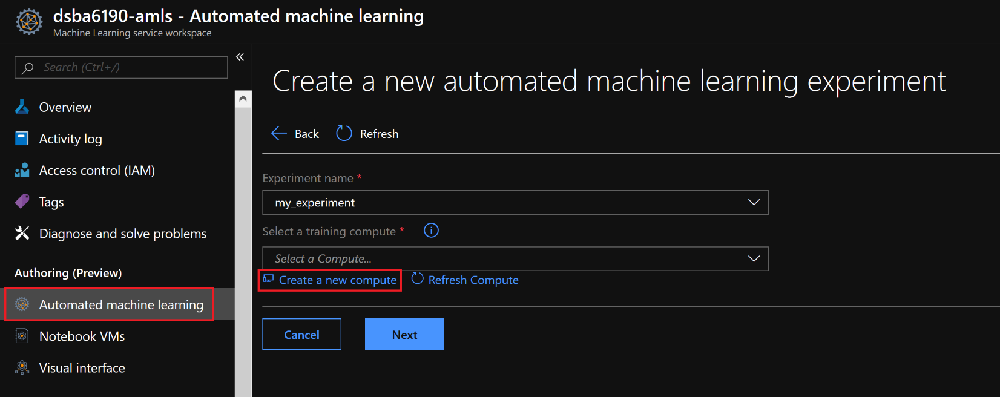 dsba6190-amls - Automated machine learning
Machine Learning service workspace
Search (Ctrl+/)
Overview
Activity log
Access control (IAM)
Tags
Diagnose and solve problems
Authoring (Preview)
Automated machine learning
Notebook VMs
Visual interface
Create a new automated machine learning experiment
Back Refresh
Experiment name *
my_experiment
Select a training compute *
Select a Compute...
Create a new compute Refresh Compute
Cancel Next